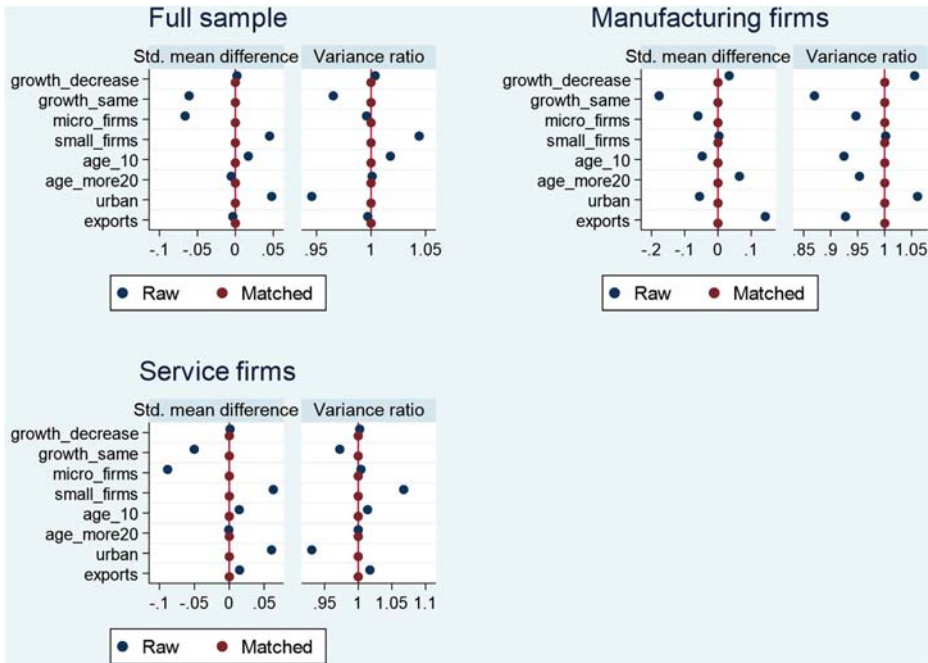 Full sample
Std. mean difference Variance ratio
growth_decrease
growth_same
micro_firms
small_firms
age_10
age_more20
urban
exports
-.1 -.05 0 .05 .95 1 1.05
Raw Matched
Manufacturing firms
Std. mean difference Variance ratio
growth_decrease
growth_same
micro_firms
small_firms
age_10
age_more20
urban
exports
-.2 -.1 0 .1 .85 .9 .95 1 1.05
Raw Matched
Service firms
Std. mean difference Variance ratio
growth_decrease
growth_same
micro_firms
small_firms
age_10
age_more20
urban
exports
-.1 -.05 0 .05 .95 1 1.05 1.1
Raw Matched